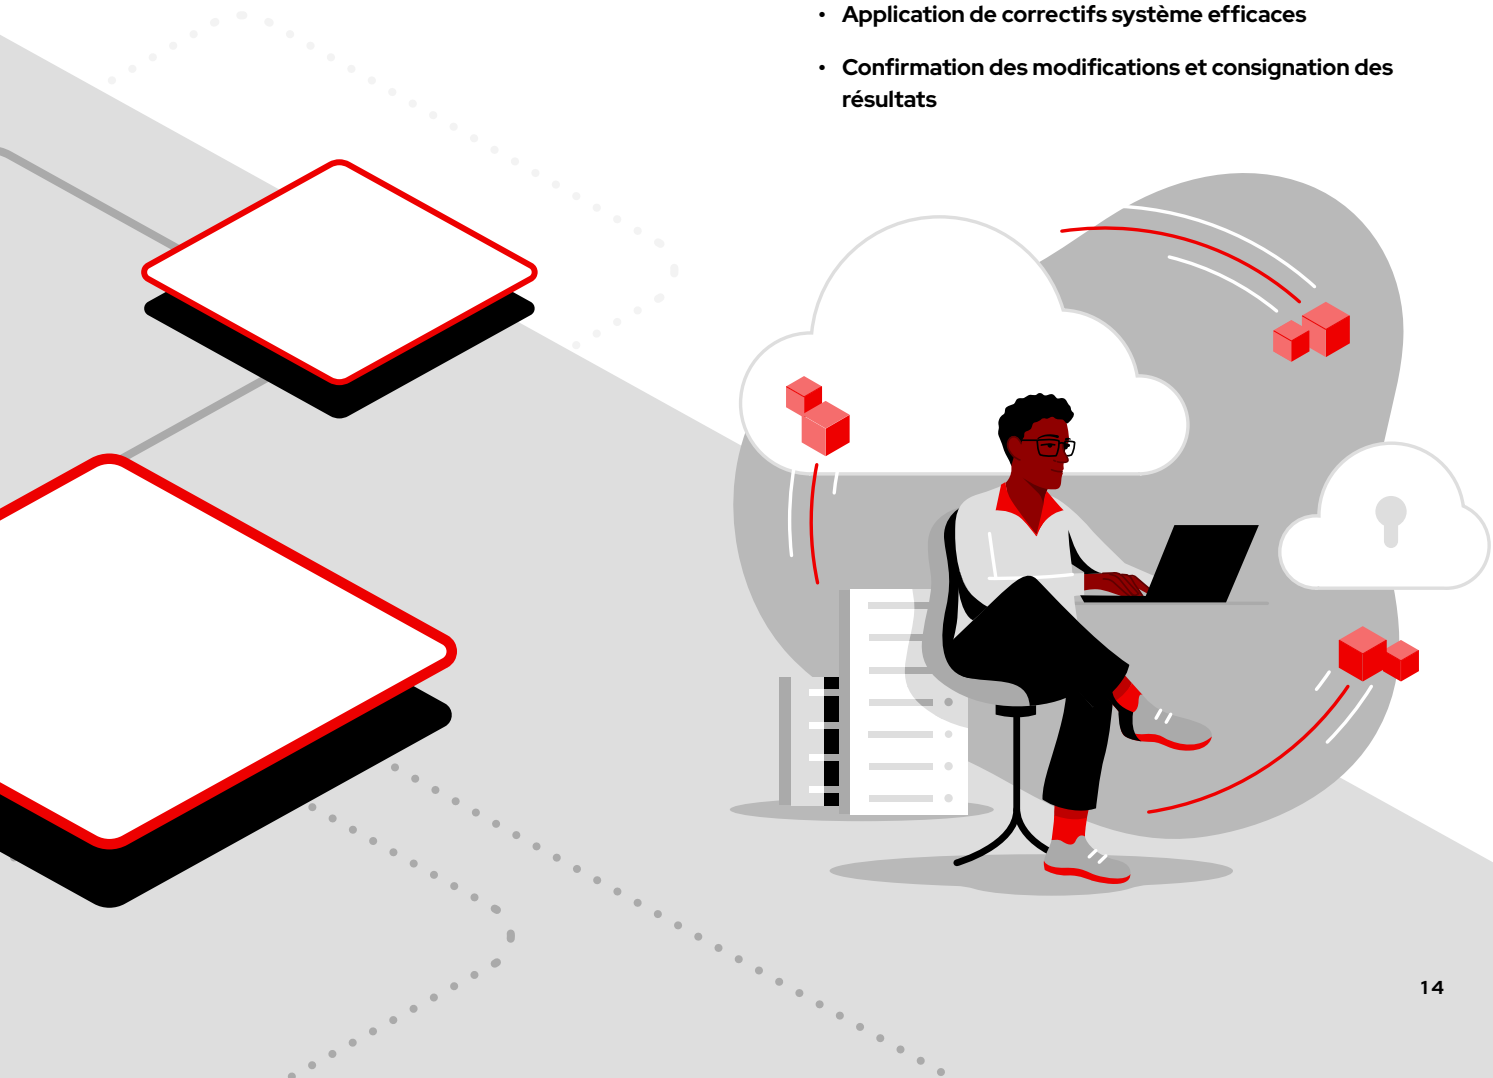 • Application de correctifs système efficaces
• Confirmation des modifications et consignation des
résultats
14